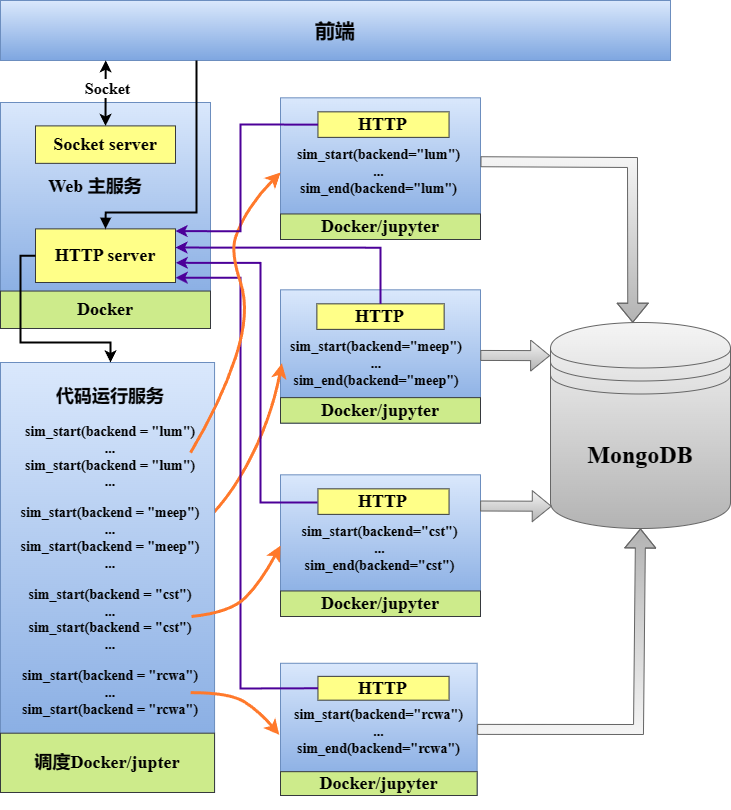 前端
Socket
Socket server
Web 主服务
HTTP server
Docker
代码运行服务
sim_start(backend = "lum")
...
sim_start(backend = "lum")
...
sim_start(backend = "meep")
...
sim_start(backend = "meep")
...
sim_start(backend = "cst")
...
sim_start(backend = "cst")
...
sim_start(backend = "rcwa")
...
sim_start(backend = "rcwa")
调度Docker/jupter
HTTP
sim_start(backend="lum")
...
sim_end(backend="lum")
Docker/jupyter
HTTP
sim_start(backend="meep")
...
sim_end(backend="meep")
Docker/jupyter
HTTP
sim_start(backend="cst")
...
sim_end(backend="cst")
Docker/jupyter
HTTP
sim_start(backend="rcwa")
...
sim_end(backend="rcwa")
Docker/jupyter
MongoDB